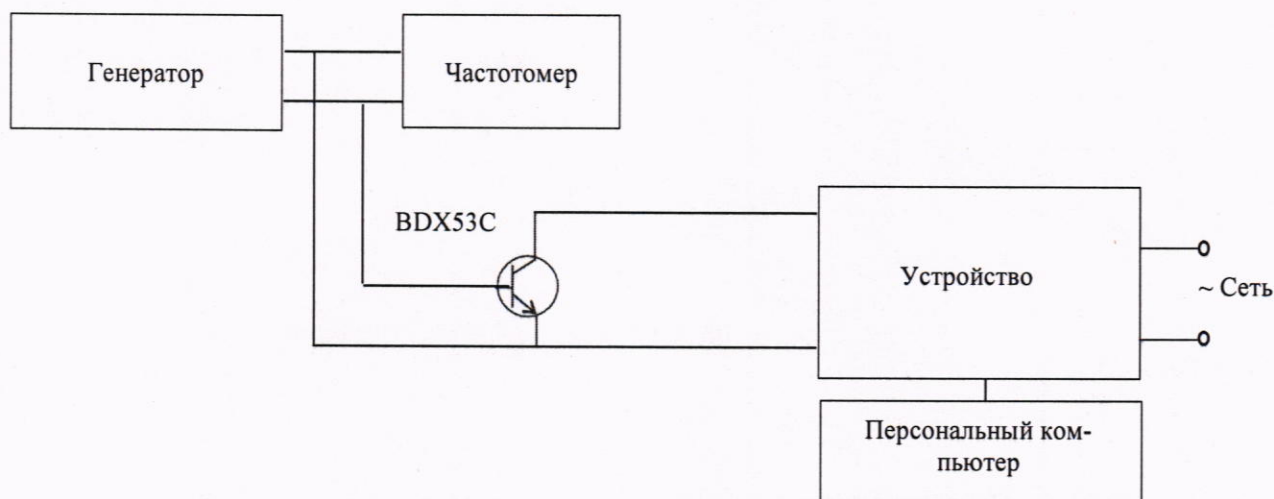 Генератор
Частотомер
BDX53C
Устройство
~ Сеть
Персональный ком-
пьютер